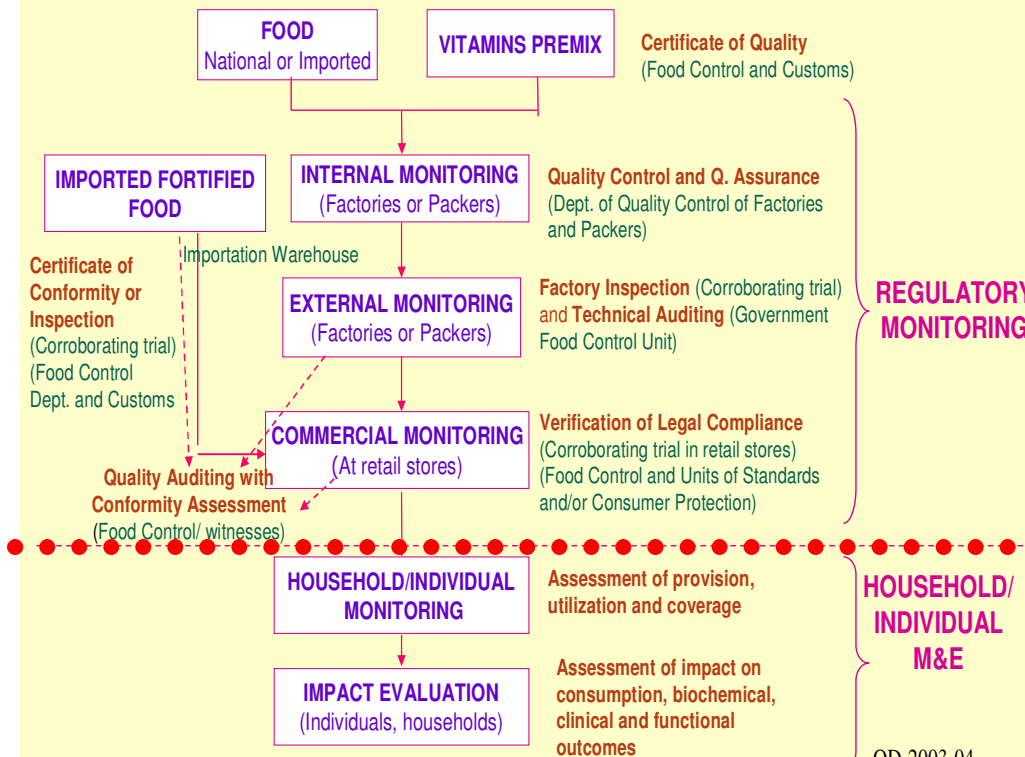 FOOD
National or Imported
VITAMINS PREMIX
Certificate of Quality
(Food Control and Customs)
IMPORTED FORTIFIED
FOOD
INTERNAL MONITORING
(Factories or Packers)
Quality Control and Q. Assurance
(Dept. of Quality Control of Factories
and Packers)
Importation Warehouse
Certificate of
Conformity or
Inspection
(Corroborating trial)
(Food Control
Dept. and Customs
EXTERNAL MONITORING
(Factories or Packers)
Factory Inspection (Corroborating trial)
and Technical Auditing (Government
Food Control Unit)
REGULATORY
MONITORING
COMMERCIAL MONITORING
(At retail stores)
Verification of Legal Compliance
(Corroborating trial in retail stores)
(Food Control and Units of Standards
and/or Consumer Protection)
Quality Auditing with
Conformity Assessment
(Food Control/ witnesses)
HOUSEHOLD/INDIVIDUAL
MONITORING
Assessment of provision,
utilization and coverage
HOUSEHOLD/
INDIVIDUAL
M&E
IMPACT EVALUATION
(Individuals, households)
Assessment of impact on
consumption, biochemical,
clinical and functional
outcomes